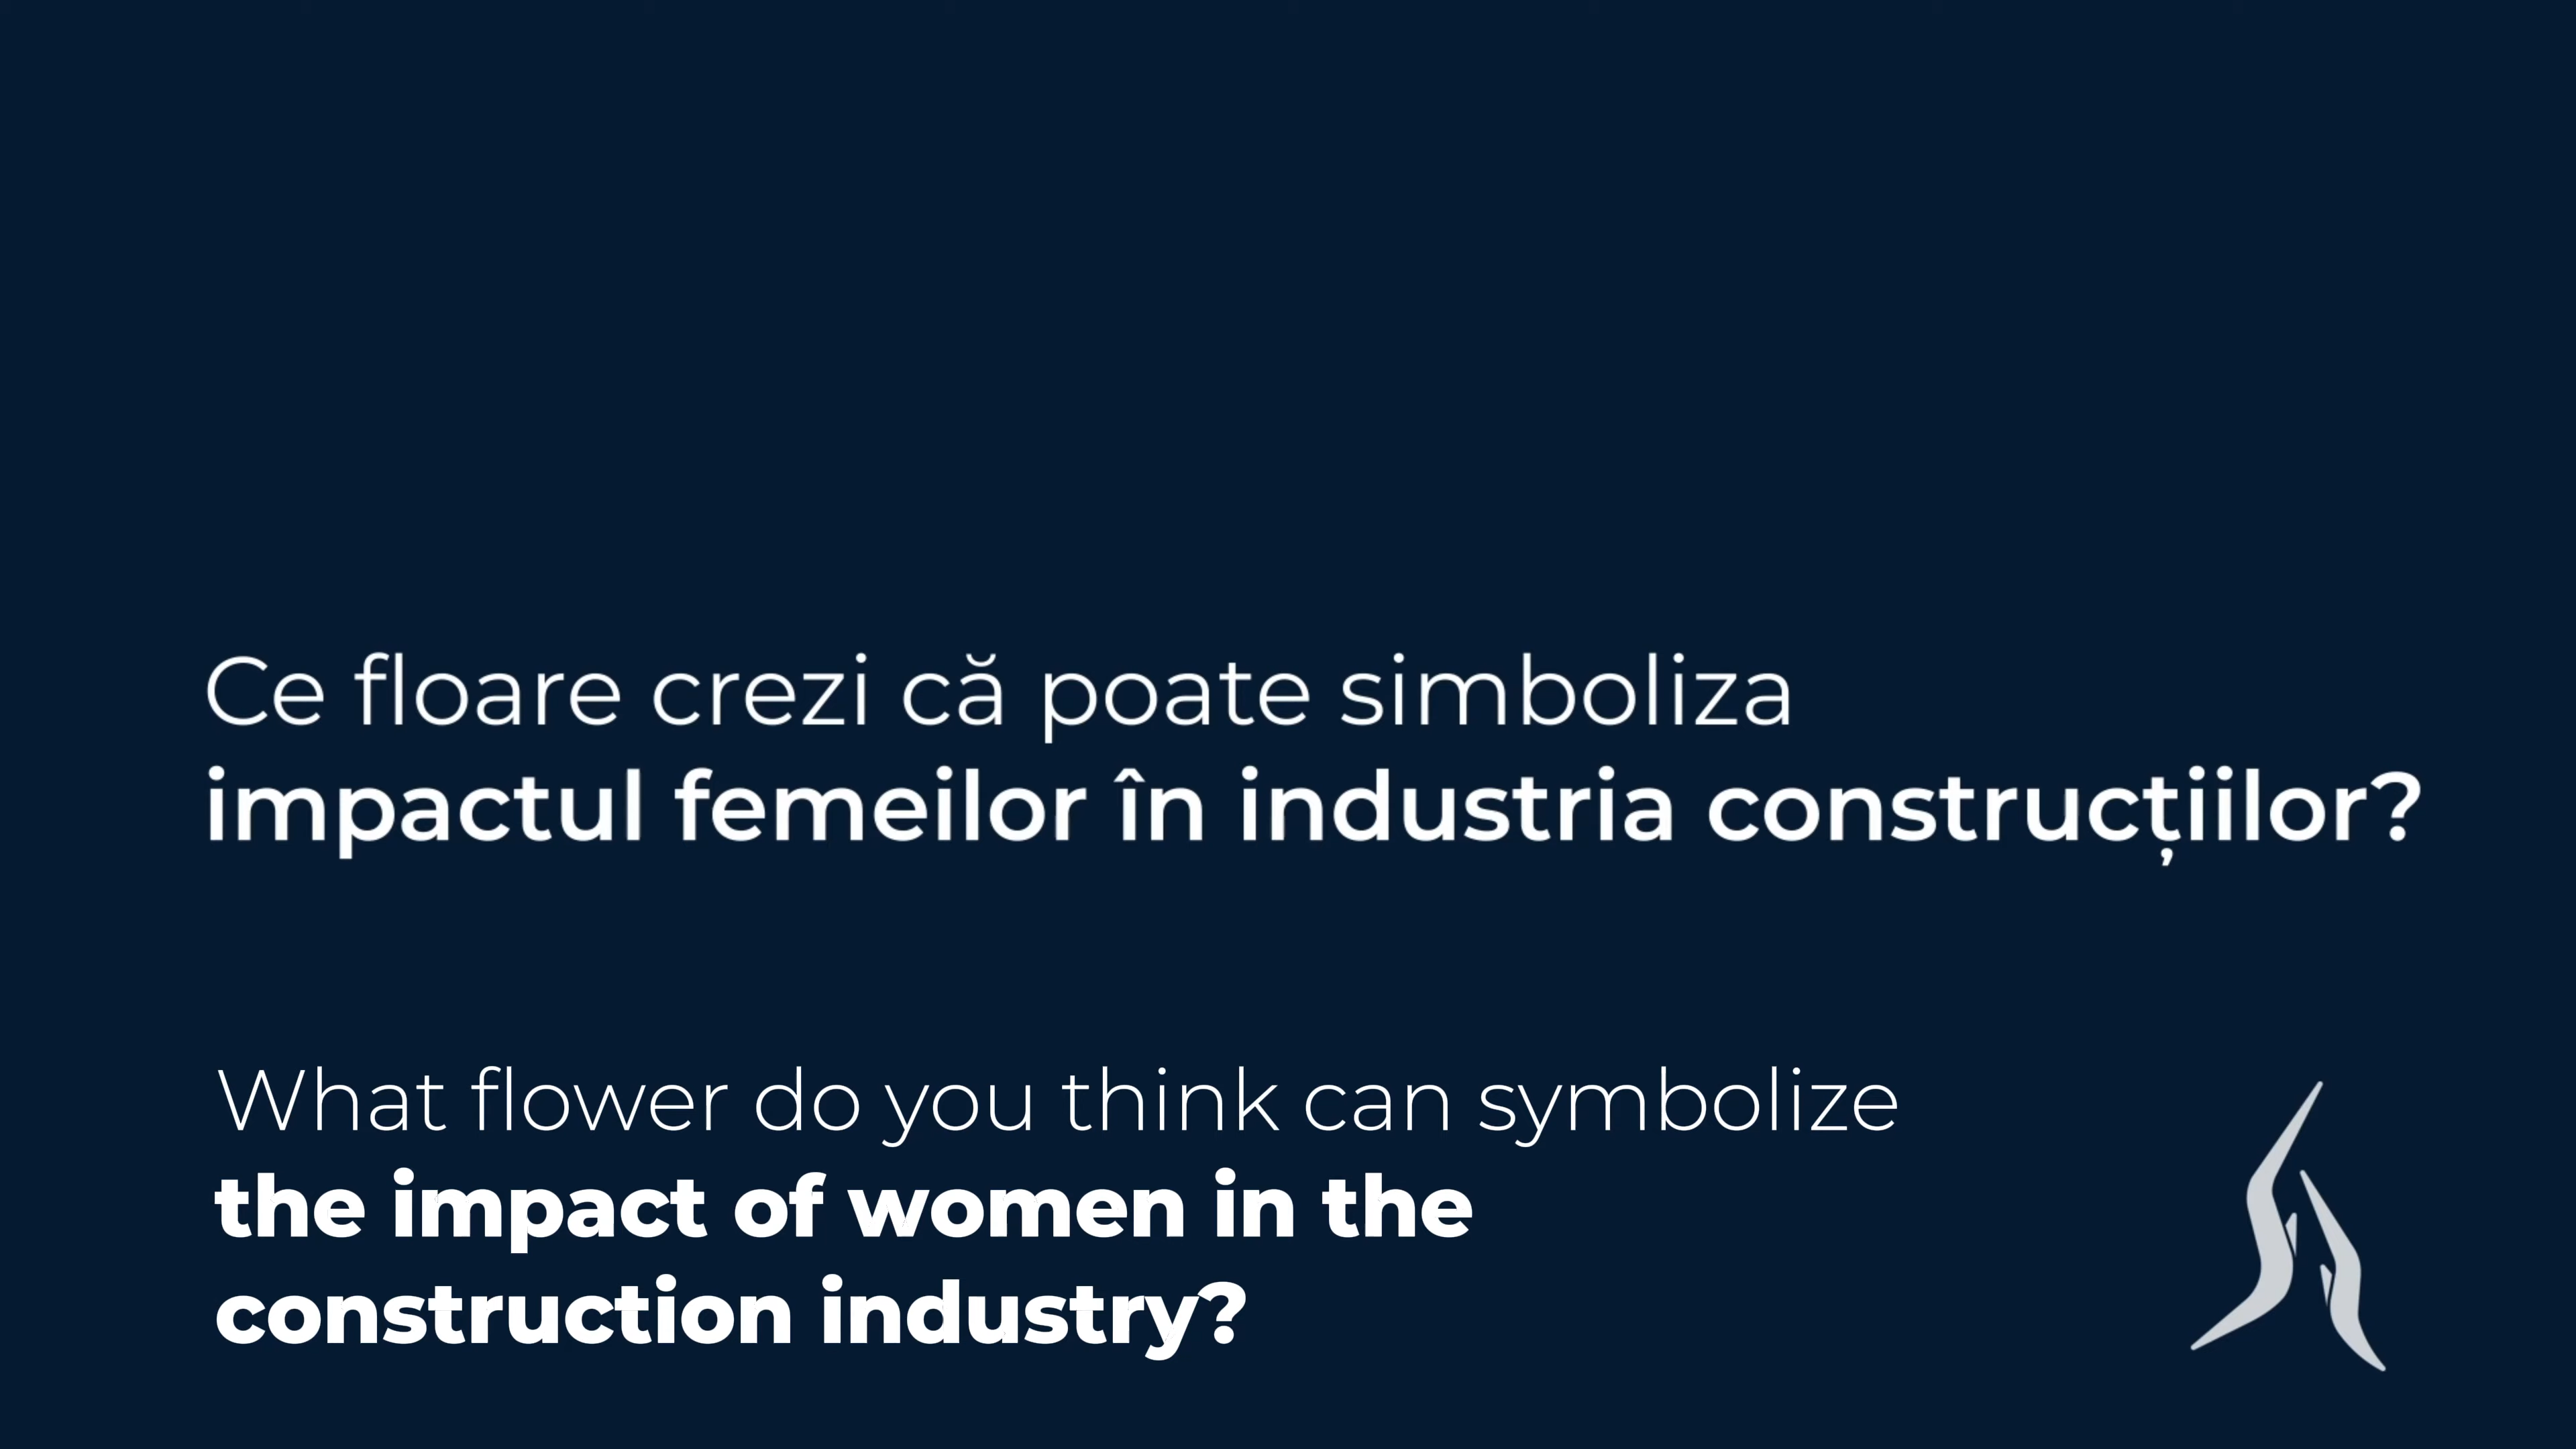 Ce floare crezi că poate simboliza
impactul femeilor în industria construcțiilor?
What flower do you think can symbolize
the impact of women in the
construction industry?